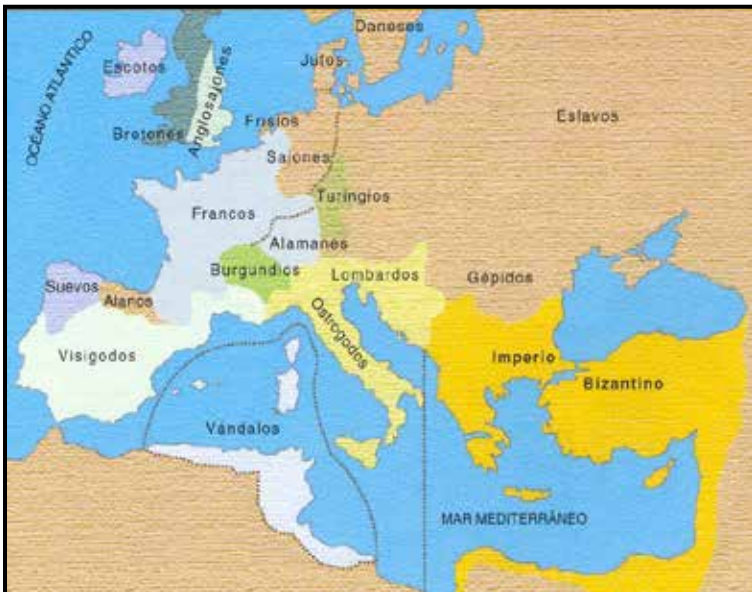 Daneses
OCÉANO ATLÁNTICO
Escotos
Jutos
Anglosajones
Bretones
Frisios
Eslavos
Sajones
Turingios
Francos
Alamanes
Burgundios
Lombardos
Gépidos
Suevos
Alanos
Ostrogodos
Visigodos
Imperio
Bizantino
Vándalos
MAR MEDITERRÁNEO